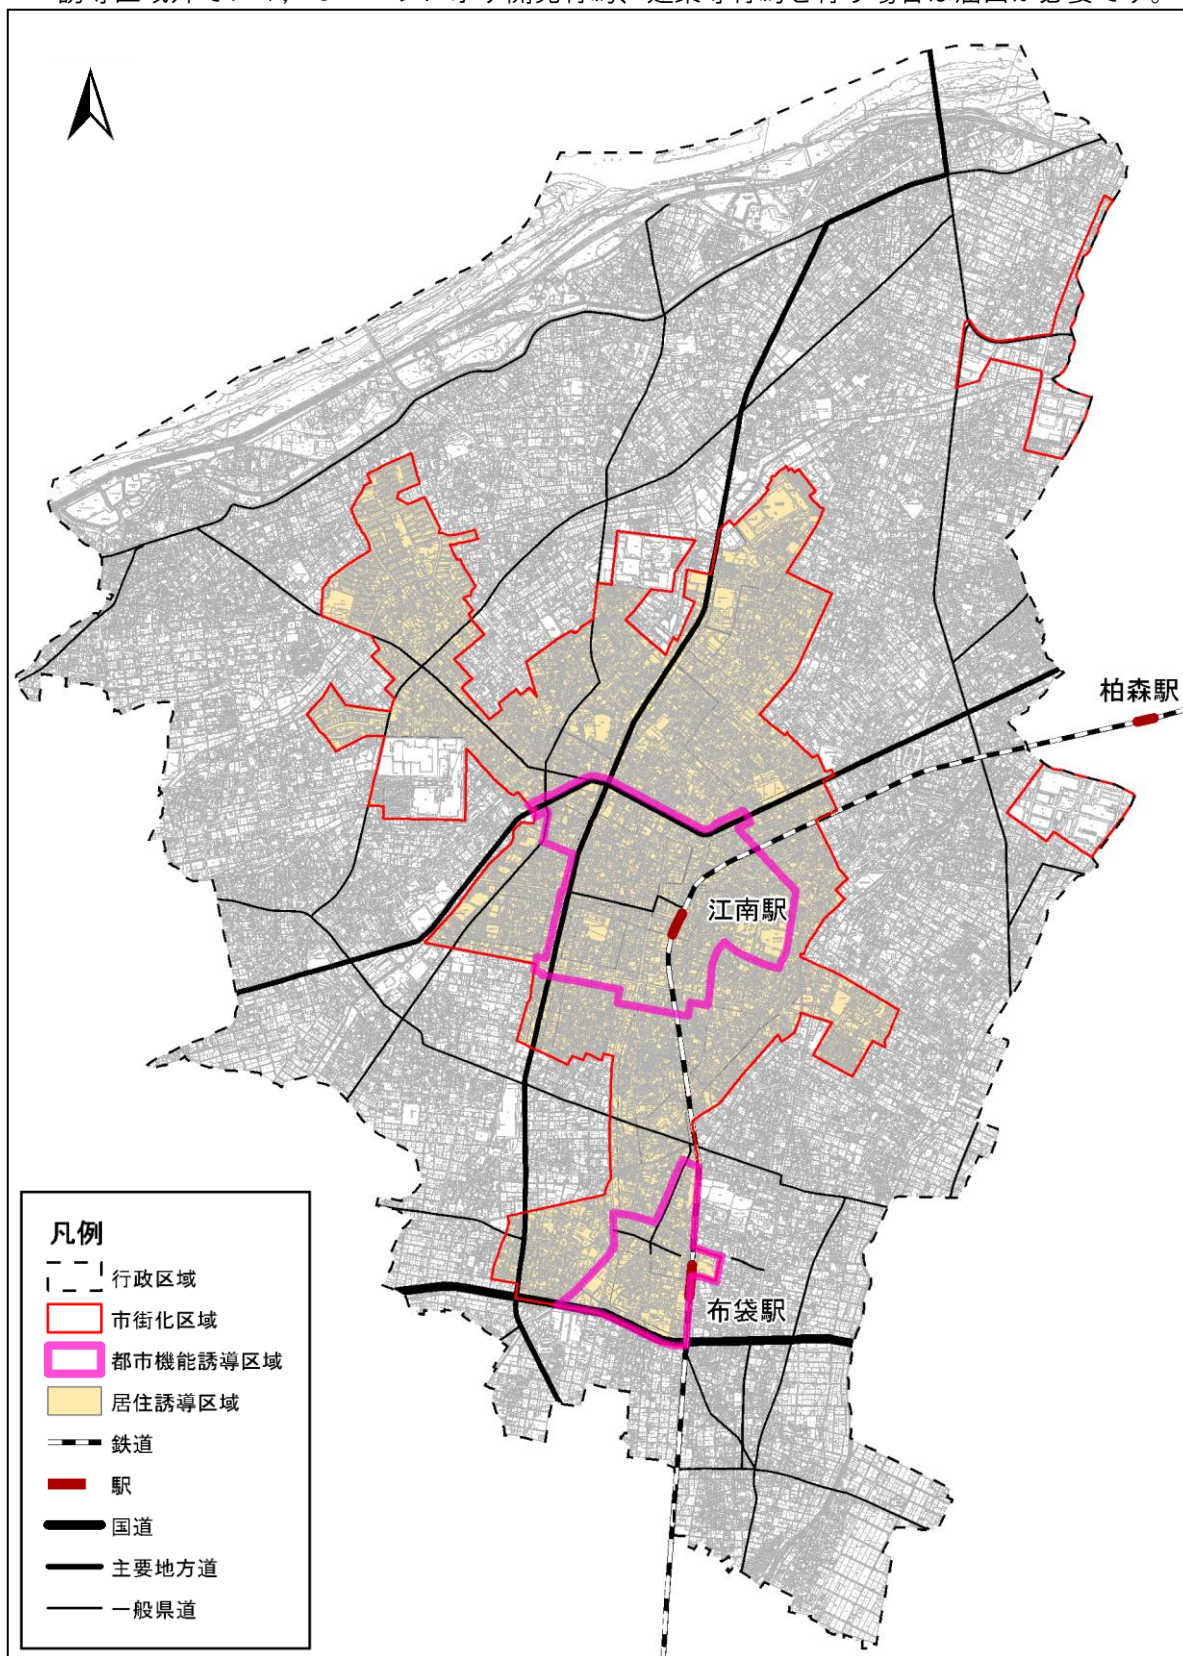 柏森駅
江南駅
布袋駅
凡例
行政区域
市街化区域
都市機能誘導区域
居住誘導区域
鉄道
駅
国道
主要地方道
一般県道